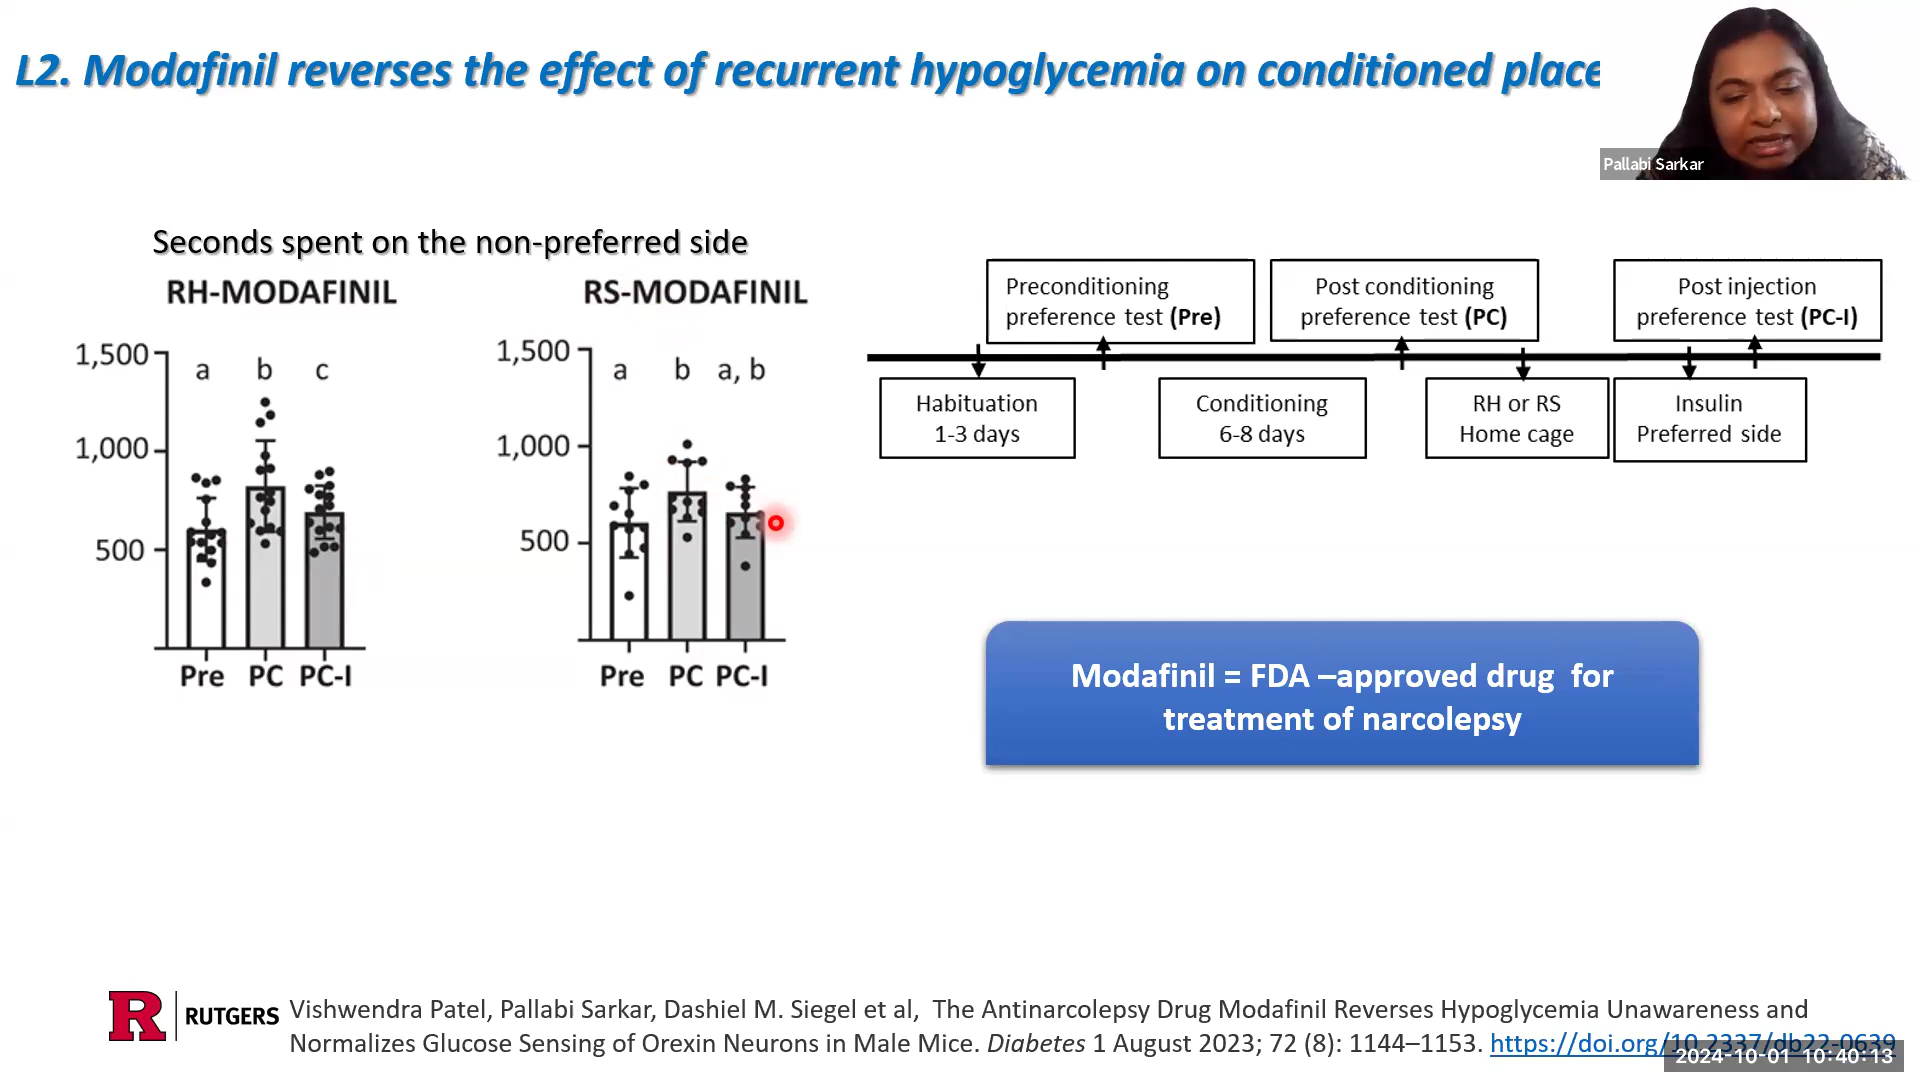 L2. Modafinil reverses the effect of recurrent hypoglycemia on conditioned place
Pallabi Sarkar
Seconds spent on the non-preferred side
RH-MODAFINIL
1,500
1,000
500
a b c
Pre PC PC-I
RS-MODAFINIL
1,500
1,000
500
a b a, b
Pre PC PC-I
Preconditioning
preference test (Pre)
Post conditioning
preference test (PC)
Post injection
preference test (PC-I)
Habituation
1-3 days
Conditioning
6-8 days
RH or RS
Home cage
Insulin
Preferred side
Modafinil = FDA –approved drug for
treatment of narcolepsy
R RUTGERS
Vishwendra Patel, Pallabi Sarkar, Dashiel M. Siegel et al, The Antinarcolepsy Drug Modafinil Reverses Hypoglycemia Unawareness and
Normalizes Glucose Sensing of Orexin Neurons in Male Mice. Diabetes 1 August 2023; 72 (8): 1144–1153. https://doi.org/10.2337/db22-0639
2024-10-01 10:40:13